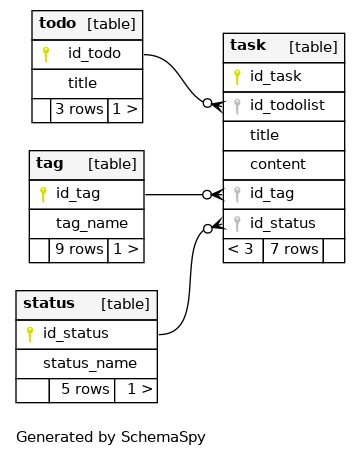 todo [table]
id_todo
title
3 rows 1 >
task [table]
id_task
id_todolist
title
content
id_tag
id_status
< 3 7 rows
tag [table]
id_tag
tag_name
9 rows 1 >
status [table]
id_status
status_name
5 rows 1 >
Generated by SchemaSpy